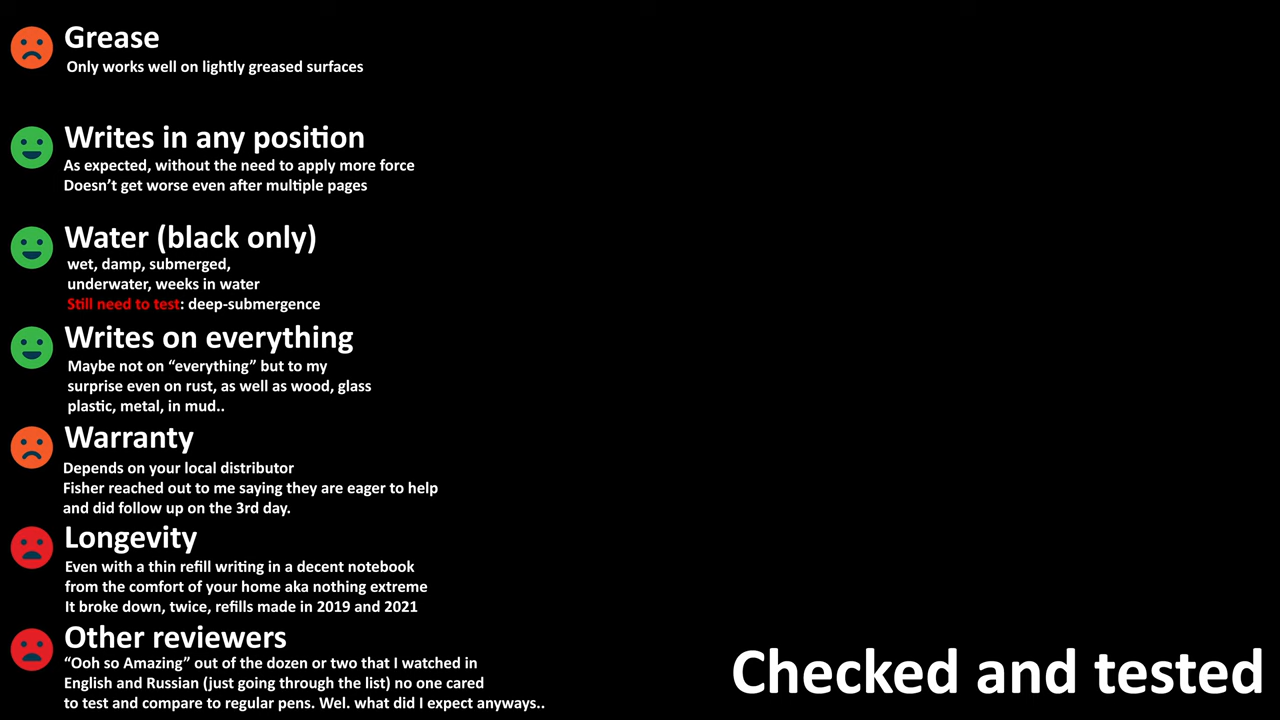 Grease
Only works well on lightly greased surfaces
Writes in any position
As expected, without the need to apply more force
Doesn't get worse even after multiple pages
Water (black only)
wet, damp, submerged,
underwater, weeks in water
Still need to test: deep-submergence
Writes on everything
Maybe not on “everything” but to my
surprise even on rust, as well as wood, glass
plastic, metal, in mud..
Warranty
Depends on your local distributor
Fisher reached out to me saying they are eager to help
and did follow up on the 3rd day.
Longevity
Even with a thin refill writing in a decent notebook
from the comfort of your home aka nothing extreme
It broke down, twice, refills made in 2019 and 2021
Other reviewers
“Ooh so Amazing” out of the dozen or two that I watched in
English and Russian (just going through the list) no one cared
to test and compare to regular pens. Wel. what did I expect anyways..
Checked and tested